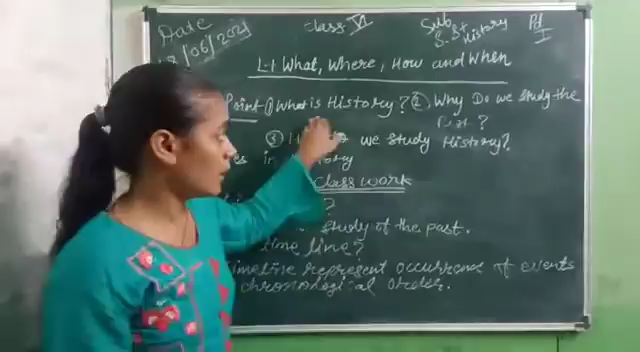 Date Class VI Sub Pd
/06/2021 S.St History I
L-1 What, Where, How and When
Point ① What is History? ② Why Do we study the
Past?
③ we study History?
in History
Class work
?
study of the past.
time line?
Timeline represent occurrence of events
chronological order.